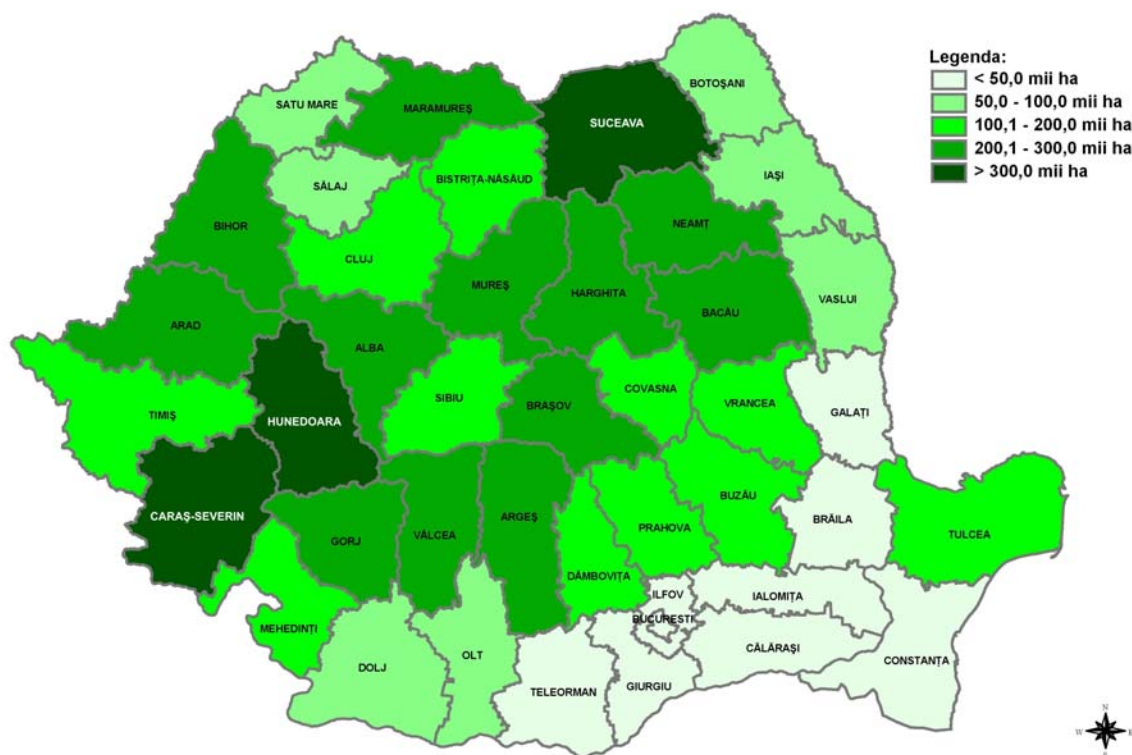 Legenda:
< 50,0 mii ha
50,0 - 100,0 mii ha
100,1 - 200,0 mii ha
200,1 - 300,0 mii ha
> 300,0 mii ha
BOTOŞANI
SATU MARE
MARAMUREŞ
SUCEAVA
IAŞI
SĂLAJ
BISTRIŢA-NĂSĂUD
BIHOR
NEAMŢ
CLUJ
MUREŞ
HARGHITA
VASLUI
BACĂU
ARAD
ALBA
COVASNA
SIBIU
VRANCEA
BRAŞOV
GALAŢI
TIMIŞ
HUNEDOARA
BUZĂU
CARAŞ-SEVERIN
ARGEŞ
PRAHOVA
BRĂILA
TULCEA
GORJ
VÂLCEA
DÂMBOVIŢA
ILFOV
IALOMIŢA
BUCURESTI
MEHEDINŢI
CĂLĂRAŞI
OLT
DOLJ
CONSTANŢA
TELEORMAN
GIURGIU
N
W
E
S